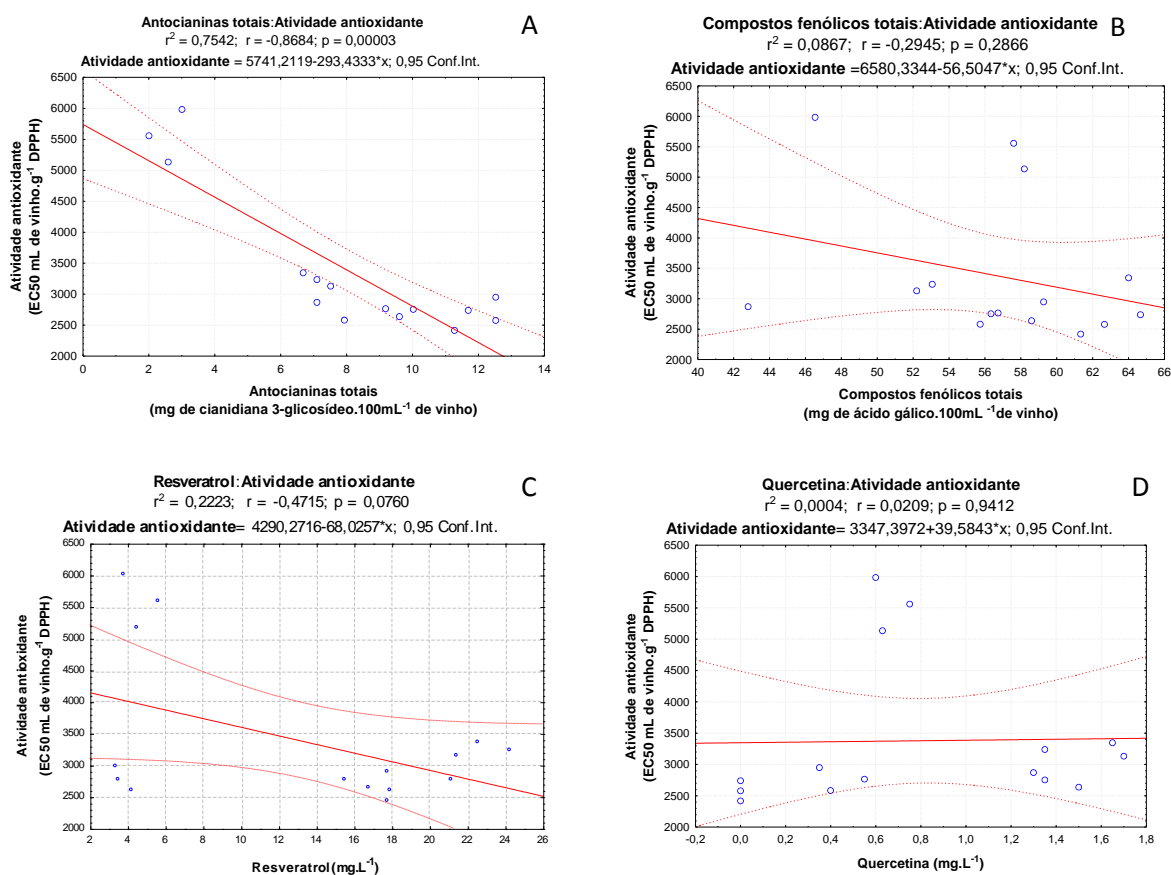 Antocianinas totais:Atividade antioxidante
A
r² = 0,7542; r = -0,8684; p = 0,00003
Atividade antioxidante = 5741,2119-293,4333*x; 0,95 Conf.Int.
6500
6000
5500
5000
4500
4000
3500
3000
2500
2000
Atividade antioxidante
(EC50 mL de vinho.g⁻¹ DPPH)
0 2 4 6 8 10 12 14
Antocianinas totais
(mg de cianidiana 3-glicosídeo.100mL⁻¹ de vinho)
Compostos fenólicos totais:Atividade antioxidante
B
r² = 0,0867; r = -0,2945; p = 0,2866
Atividade antioxidante =6580,3344-56,5047*x; 0,95 Conf.Int.
6500
6000
5500
5000
4500
4000
3500
3000
2500
2000
Atividade antioxidante
(EC50 mL de vinho.g⁻¹ DPPH)
40 42 44 46 48 50 52 54 56 58 60 62 64 66
Compostos fenólicos totais
(mg de ácido gálico.100mL ⁻¹ de vinho)
Resveratrol:Atividade antioxidante
C
r² = 0,2223; r = -0,4715; p = 0,0760
Atividade antioxidante= 4290,2716-68,0257*x; 0,95 Conf.Int.
6500
6000
5500
5000
4500
4000
3500
3000
2500
2000
Atividade antioxidante
(EC50 mL de vinho.g⁻¹ DPPH)
2 4 6 8 10 12 14 16 18 20 22 24 26
Resveratrol (mg.L⁻¹)
Quercetina:Atividade antioxidante
D
r² = 0,0004; r = 0,0209; p = 0,9412
Atividade antioxidante= 3347,3972+39,5843*x; 0,95 Conf.Int.
6500
6000
5500
5000
4500
4000
3500
3000
2500
2000
Atividade antioxidante
(EC50 mL de vinho.g⁻¹ DPPH)
-0,2 0,0 0,2 0,4 0,6 0,8 1,0 1,2 1,4 1,6 1,8
Quercetina (mg.L⁻¹)